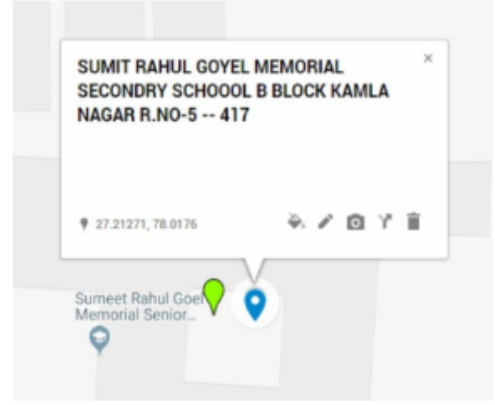 SUMIT RAHUL GOYEL MEMORIAL
SECONDRY SCHOOOL B BLOCK KAMLA
NAGAR R.NO-5 -- 417
27.21271, 78.0176
Sumeet Rahul Goel
Memorial Senior...